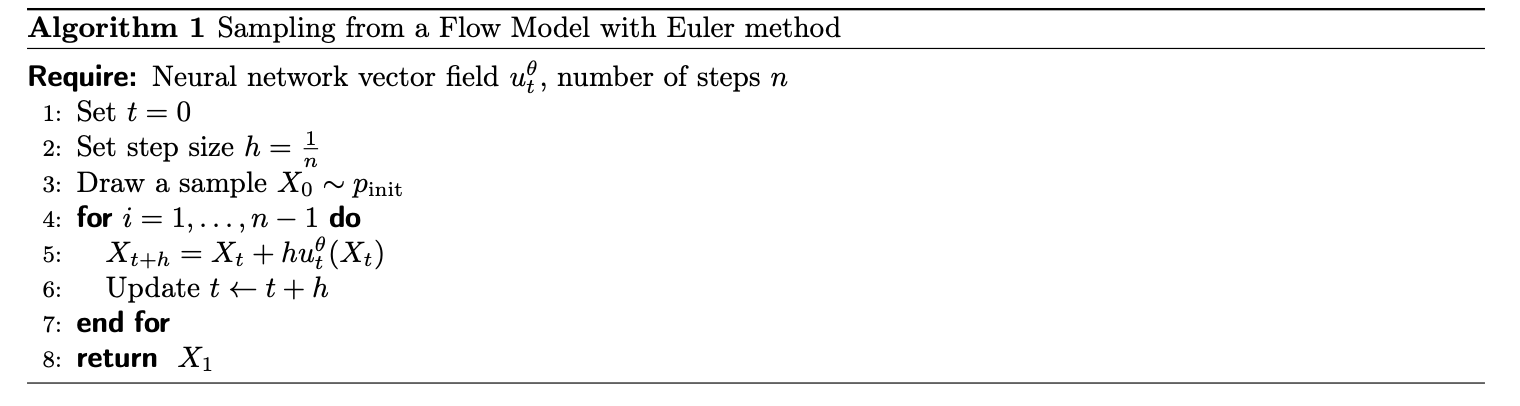 Algorithm 1 Sampling from a Flow Model with Euler method
Require: Neural network vector field $u_t^\theta$, number of steps $n$
1: Set $t = 0$
2: Set step size $h = \frac{1}{n}$
3: Draw a sample $X_0 \sim p_{\text{init}}$
4: for $i = 1, \ldots, n - 1$ do
5: $X_{t+h} = X_t + h u_t^\theta(X_t)$
6: Update $t \leftarrow t + h$
7: end for
8: return $X_1$